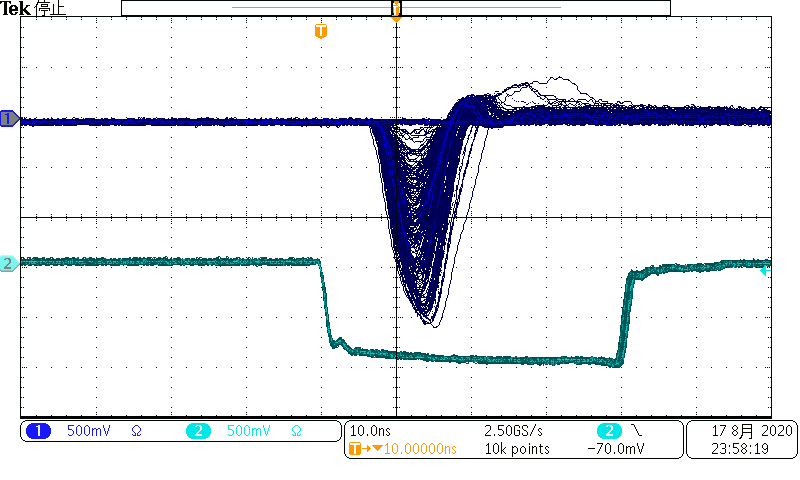 Tek 停止
T
T
1
2
1 500mV Ω 2 500mV Ω
10.0ns 2.50GS/s 2
T→▼10.00000ns 10k points −70.0mV
17 8月 2020
23:58:19